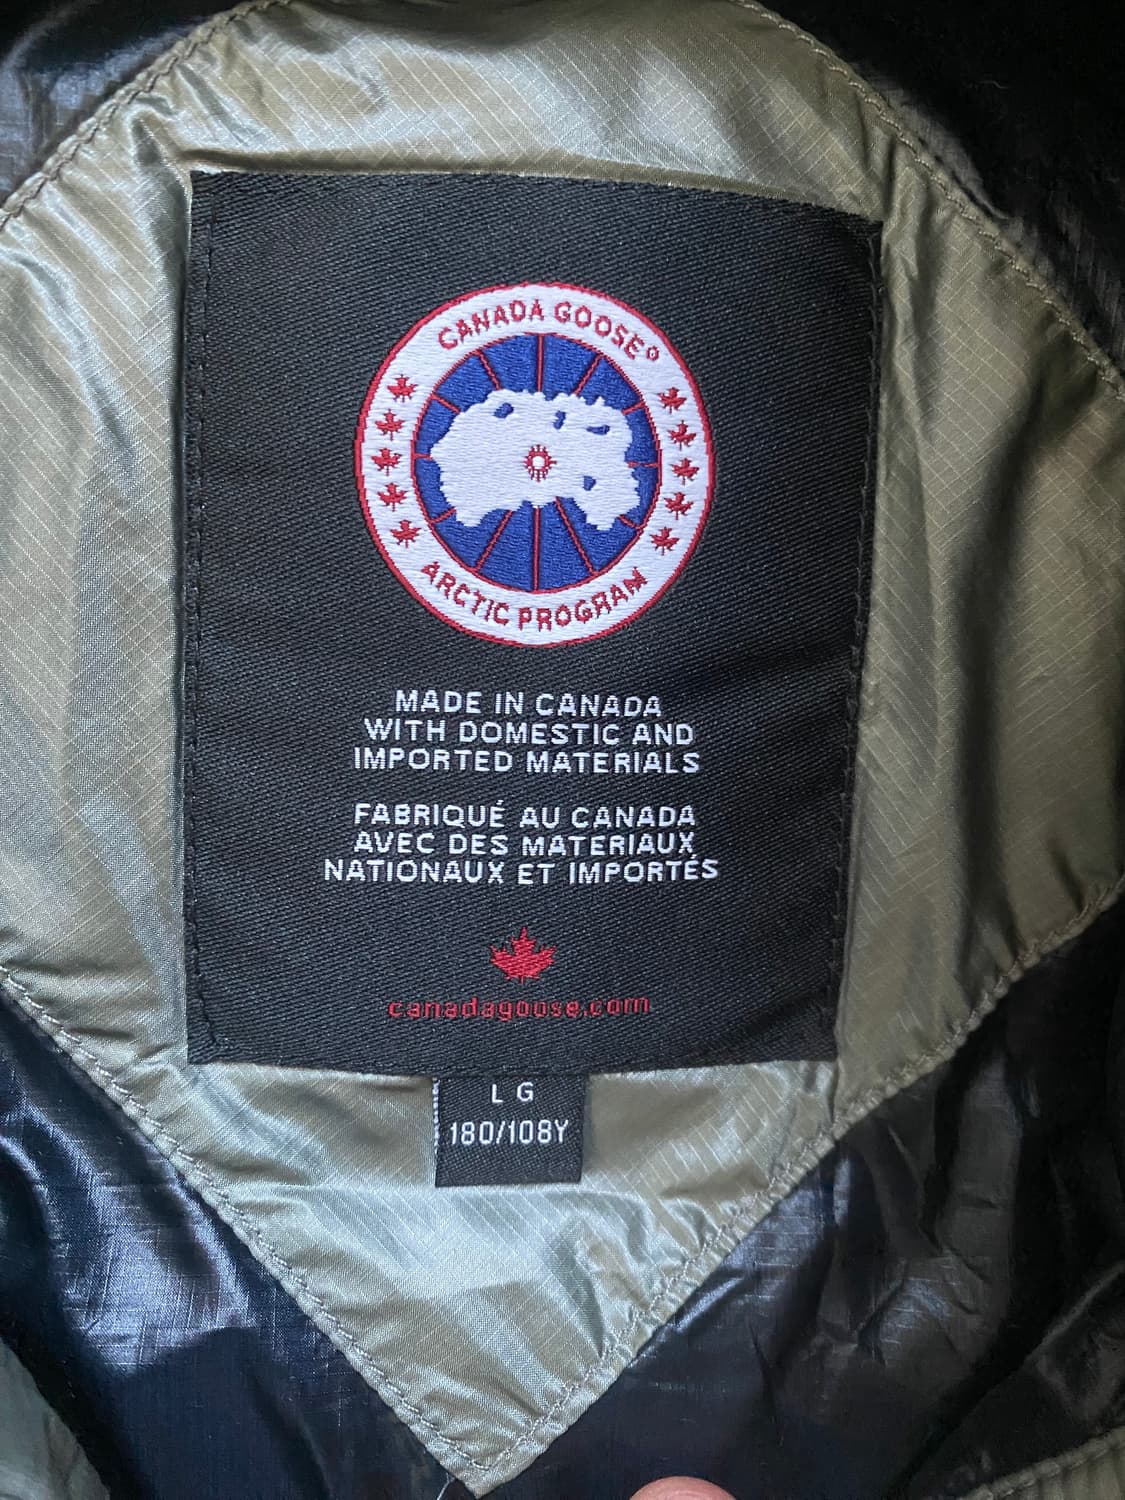 CANADA GOOSE®
ARCTIC PROGRAM
MADE IN CANADA
WITH DOMESTIC AND
IMPORTED MATERIALS
FABRIQUÉ AU CANADA
AVEC DES MATERIAUX
NATIONAUX ET IMPORTÉS
canadagoose.com
L G
180/108Y